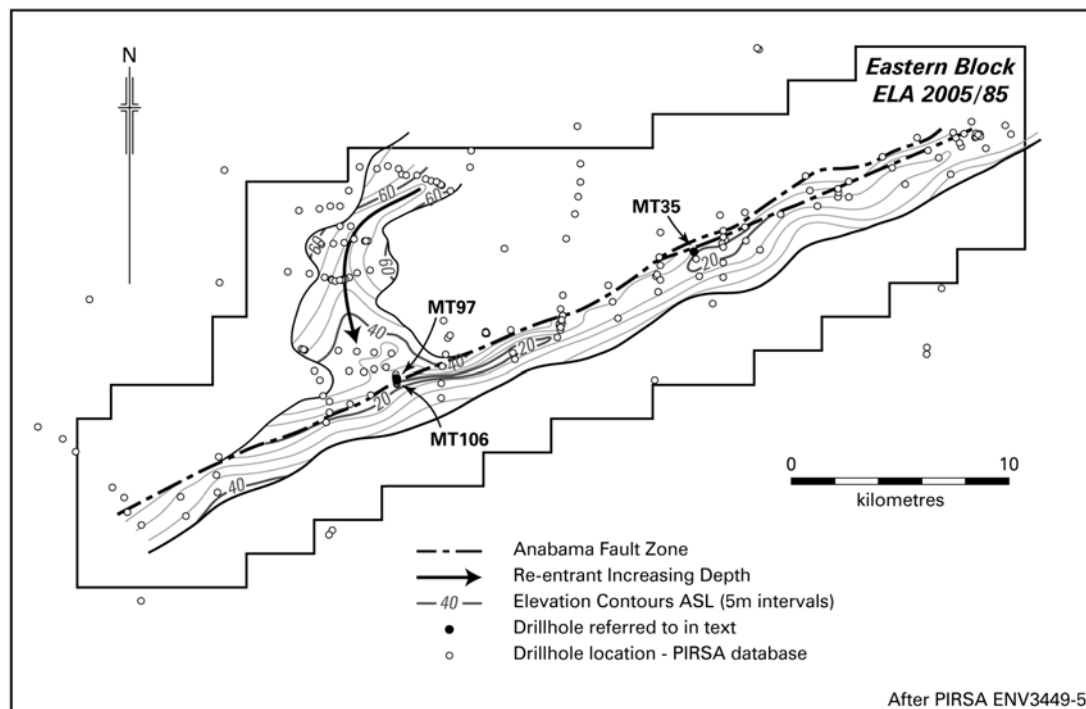 N
Eastern Block
ELA 2005/85
60
60
60
60
MT35
20
MT97
40
40
20
20
MT106
40
0 10
kilometres
Anabama Fault Zone
Re-entrant Increasing Depth
40 Elevation Contours ASL (5m intervals)
Drillhole referred to in text
Drillhole location - PIRSA database
After PIRSA ENV3449-5